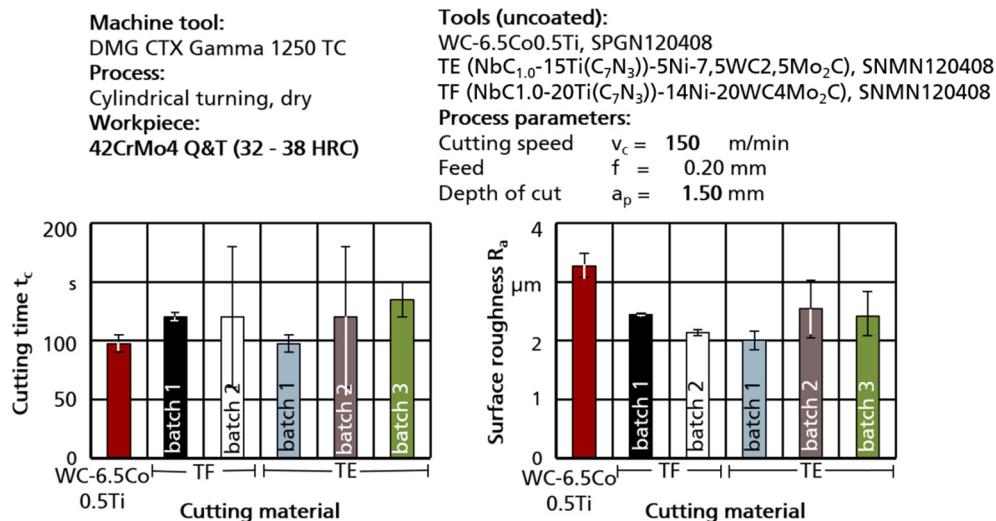 Machine tool:
DMG CTX Gamma 1250 TC
Process:
Cylindrical turning, dry
Workpiece:
42CrMo4 Q&T (32 - 38 HRC)
Tools (uncoated):
WC-6.5Co0.5Ti, SPGN120408
TE (NbC₁.₀-15Ti(C₇N₃))-5Ni-7,5WC2,5Mo₂C), SNMN120408
TF (NbC1.0-20Ti(C₇N₃))-14Ni-20WC4Mo₂C), SNMN120408
Process parameters:
Cutting speed v_c = 150 m/min
Feed f = 0.20 mm
Depth of cut a_p = 1.50 mm
Cutting time t_c
200
s
100
50
0
batch 1
batch 2
batch 1
batch 2
batch 3
WC-6.5Co
0.5Ti
TF
TE
Cutting material
Surface roughness R_a
4
µm
2
1
0
batch 1
batch 2
batch 1
batch 2
batch 3
WC-6.5Co
0.5Ti
TF
TE
Cutting material